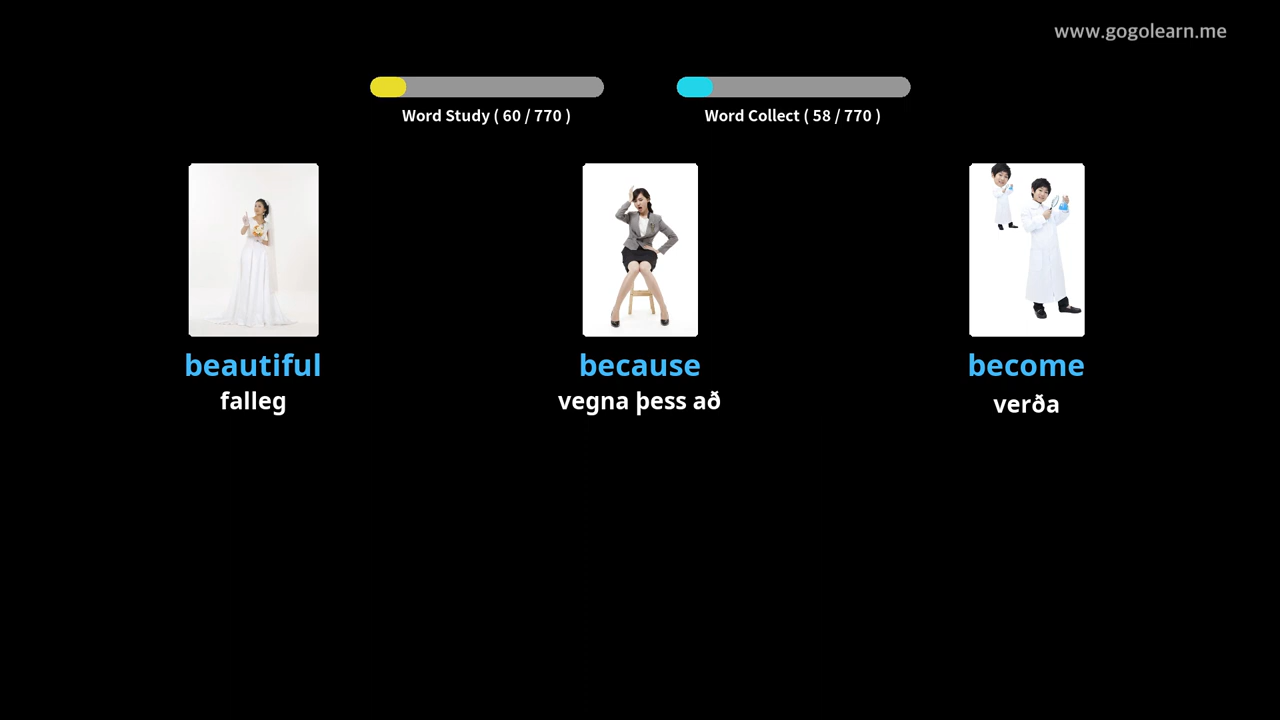 www.gogolearn.me
Word Study ( 60 / 770 )
Word Collect ( 58 / 770 )
beautiful
falleg
because
vegna þess að
become
verða